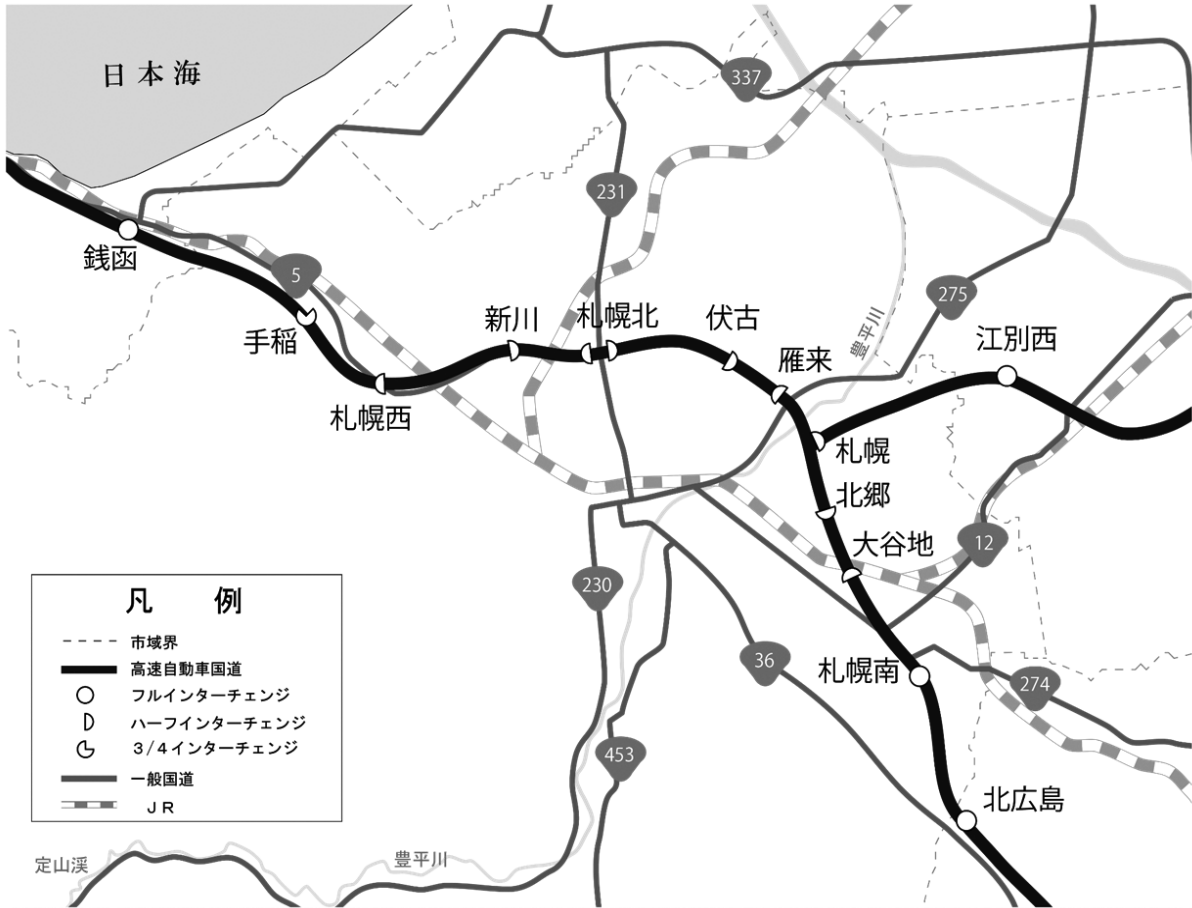 日本海
337
231
銭函
5
275
豊平川
手稲
新川
札幌北
伏古
雁来
江別西
札幌西
札幌
北郷
大谷地
12
230
36
札幌南
274
453
北広島
定山渓
豊平川
凡 例
市域界
高速自動車国道
フルインターチェンジ
ハーフインターチェンジ
3/4インターチェンジ
一般国道
JR